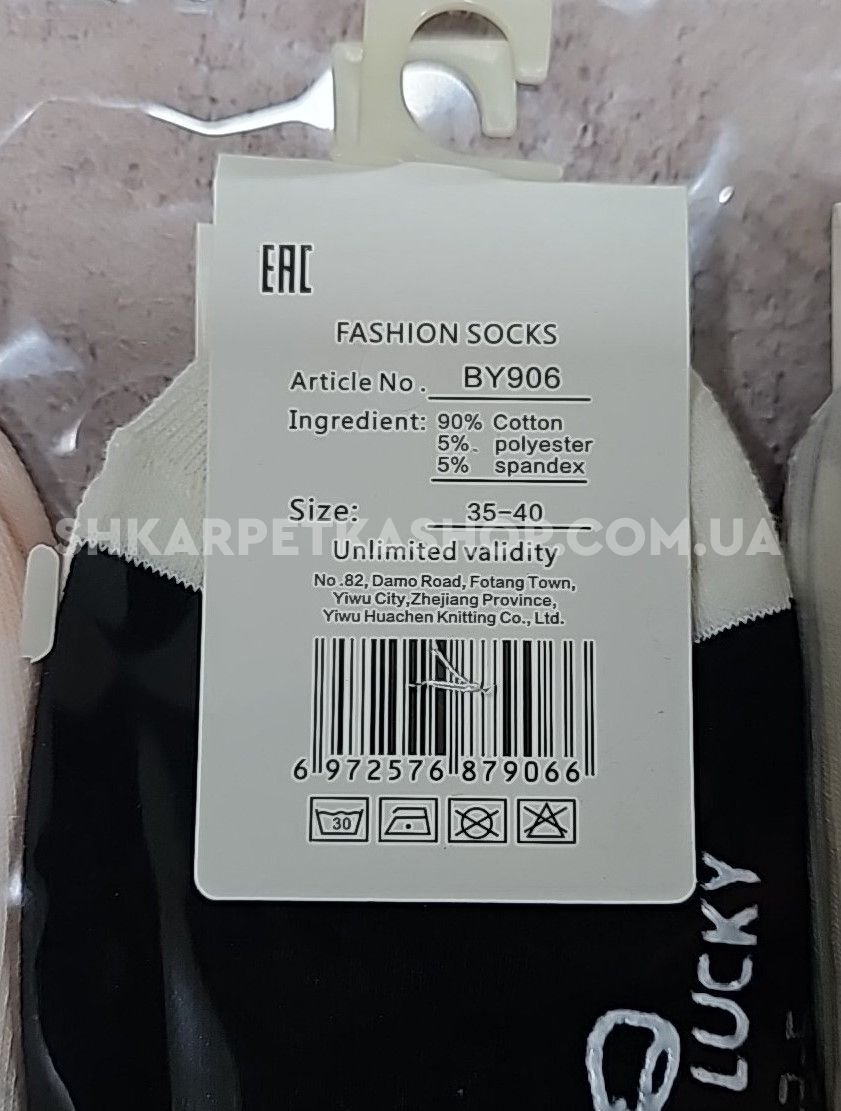 EAC
FASHION SOCKS
Article No. BY906
Ingredient: 90% Cotton
5% polyester
5% spandex
Size: 35-40
SHKARPETKASHOP.COM.UA
Unlimited validity
No.82, Damo Road, Fotang Town,
Yiwu City,Zhejiang Province,
Yiwu Huachen Knitting Co., Ltd.
6 972576 879066
30
LUCKY